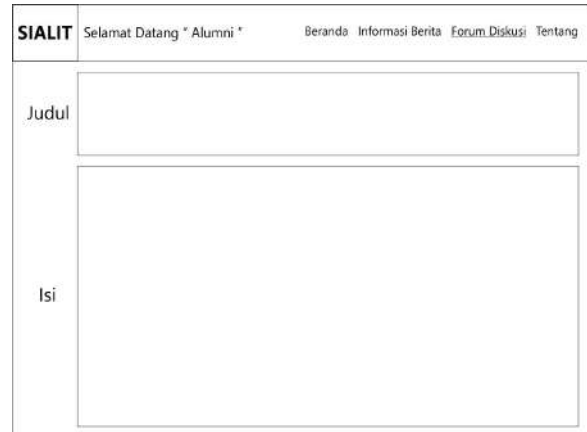 SIALIT Selamat Datang " Alumni " Beranda Informasi Berita Forum Diskusi Tentang
Judul
Isi